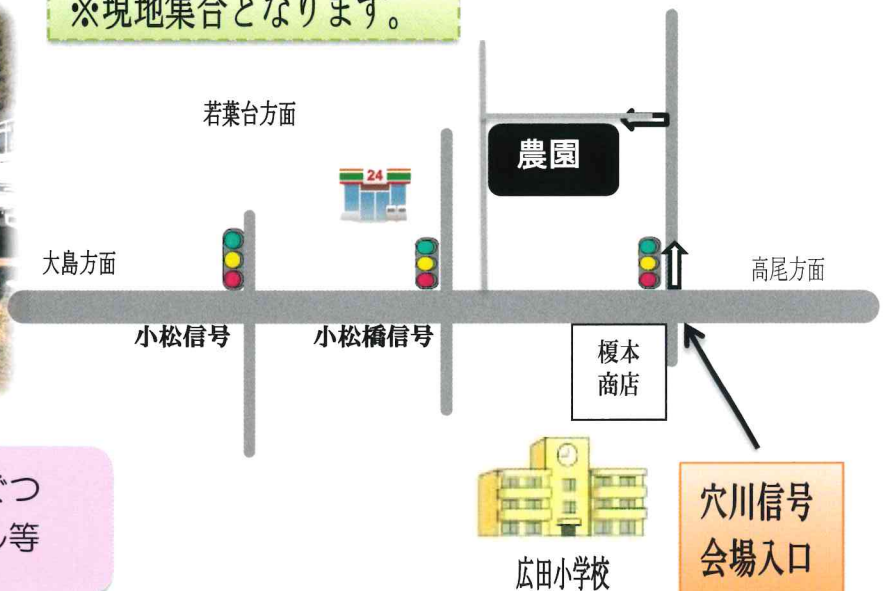 ※現地集合となります。
若葉台方面
農園
24
大島方面
高尾方面
小松信号
小松橋信号
榎本
商店
穴川信号
会場入口
広田小学校
等